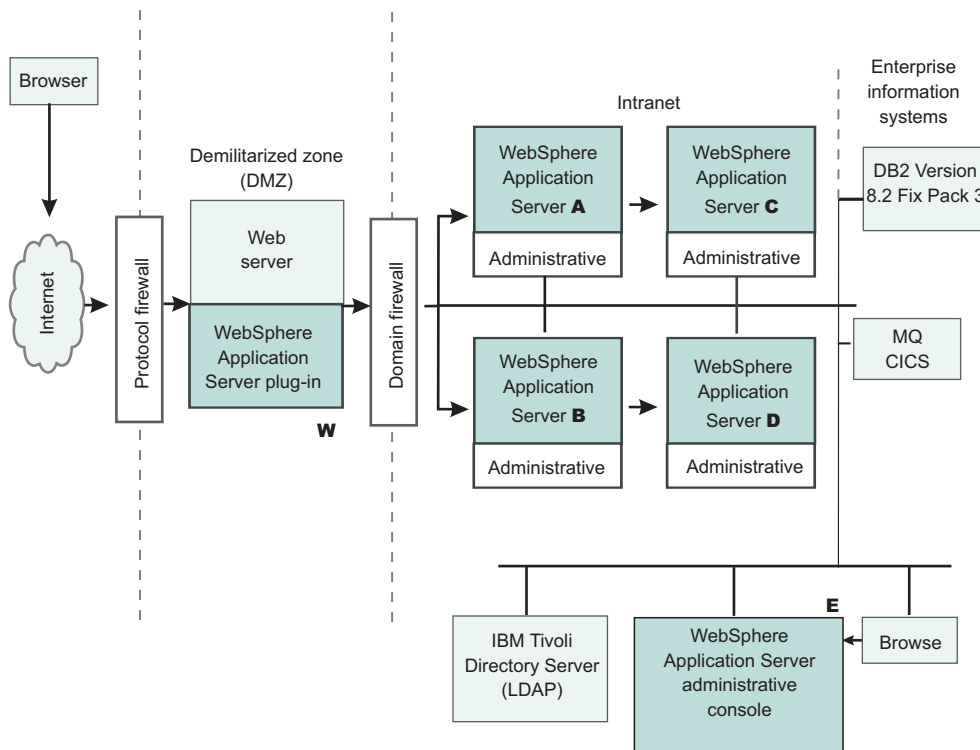 Browser
Internet
Protocol firewall
Demilitarized zone
(DMZ)
Web
server
WebSphere
Application
Server plug-in
W
Domain firewall
Intranet
WebSphere
Application
Server A
Administrative
WebSphere
Application
Server C
Administrative
WebSphere
Application
Server B
Administrative
WebSphere
Application
Server D
Administrative
Enterprise
information
systems
DB2 Version
8.2 Fix Pack 3
MQ
CICS
IBM Tivoli
Directory Server
(LDAP)
E
WebSphere
Application Server
administrative
console
Browse